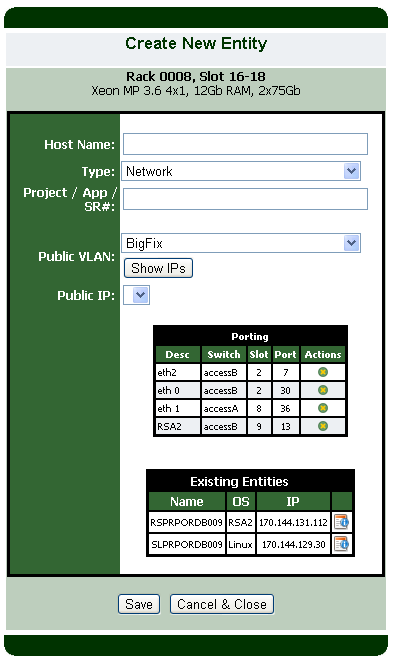 Create New Entity
Rack 0008, Slot 16-18
Xeon MP 3.6 4x1, 12Gb RAM, 2x75Gb
Host Name:
Type: Network
Project / App /
SR#:
BigFix
Public VLAN:
Show IPs
Public IP:
Porting
Desc Switch Slot Port Actions
eth2 accessB 2 7
eth 0 accessB 2 30
eth 1 accessA 8 36
RSA2 accessB 9 13
Existing Entities
Name OS IP
RSPRPORDB009 RSA2 170.144.131.112
SLPRPORDB009 Linux 170.144.129.30
Save Cancel & Close